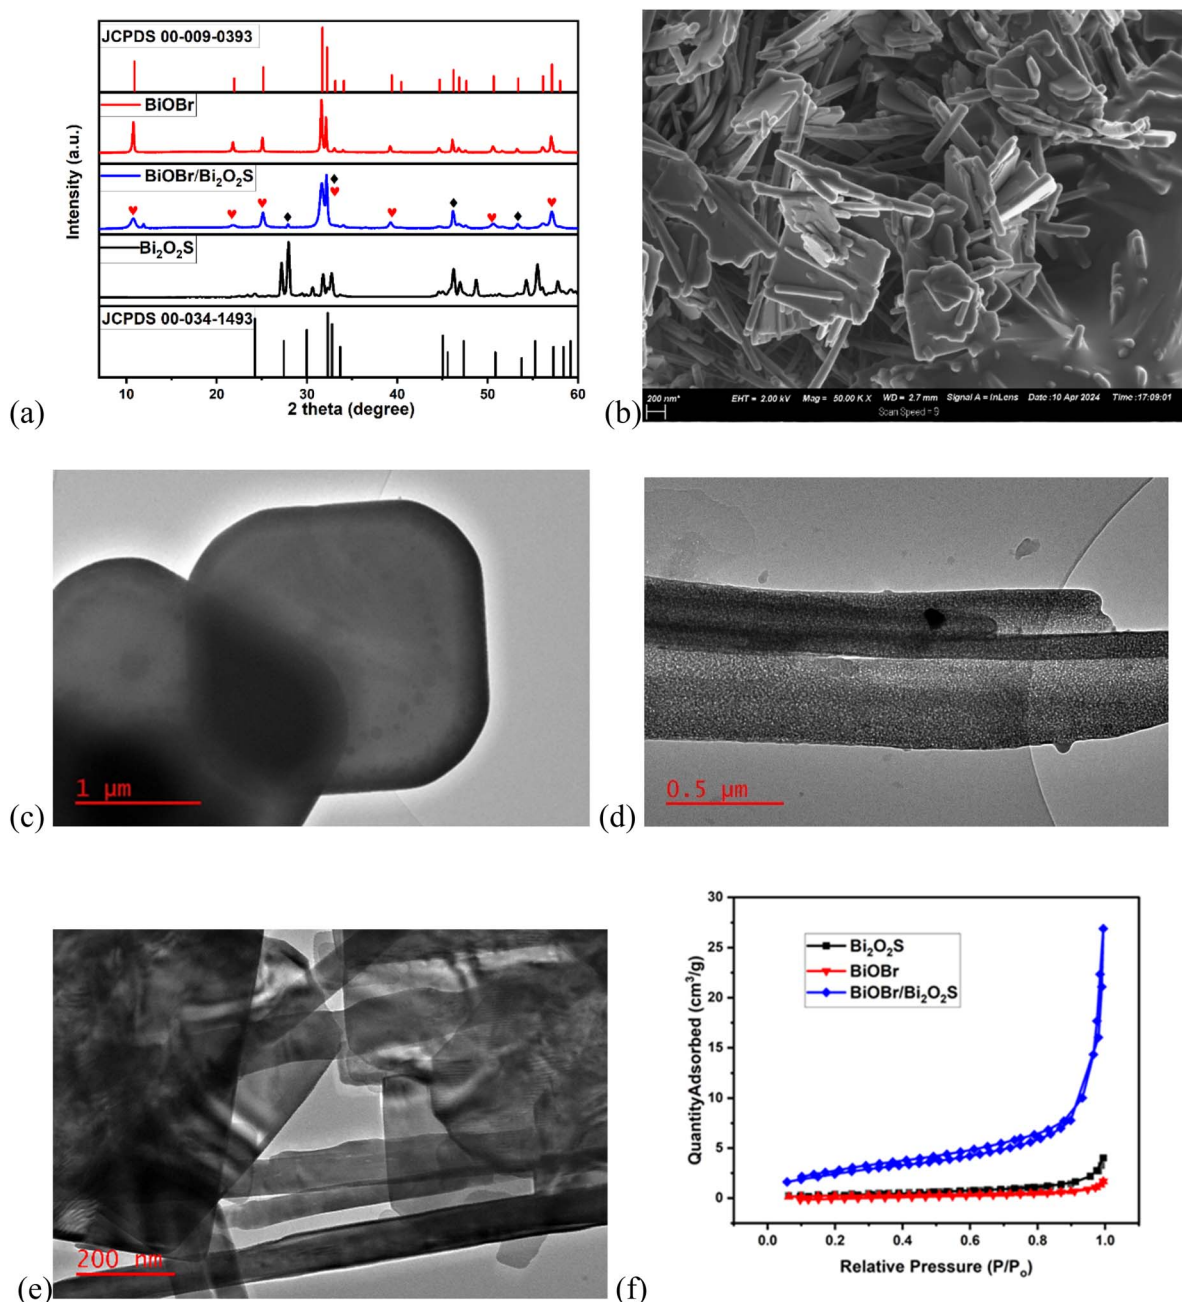 JCPDS 00-009-0393
BiOBr
BiOBr/Bi₂O₂S
Bi₂O₂S
JCPDS 00-034-1493
Intensity (a.u.)
10 20 30 40 50 60
2 theta (degree)
(a)
200 nm*
EHT = 2.00 kV Mag = 50.00 K X WD = 2.7 mm Signal A = InLens Date :10 Apr 2024 Time :17:09:01
Scan Speed = 9
(b)
1 µm
(c)
0.5 µm
(d)
200 nm
(e)
30
25
20
15
10
5
0
QuantityAdsorbed (cm³/g)
Bi₂O₂S
BiOBr
BiOBr/Bi₂O₂S
0.0 0.2 0.4 0.6 0.8 1.0
Relative Pressure (P/Pₒ)
(f)